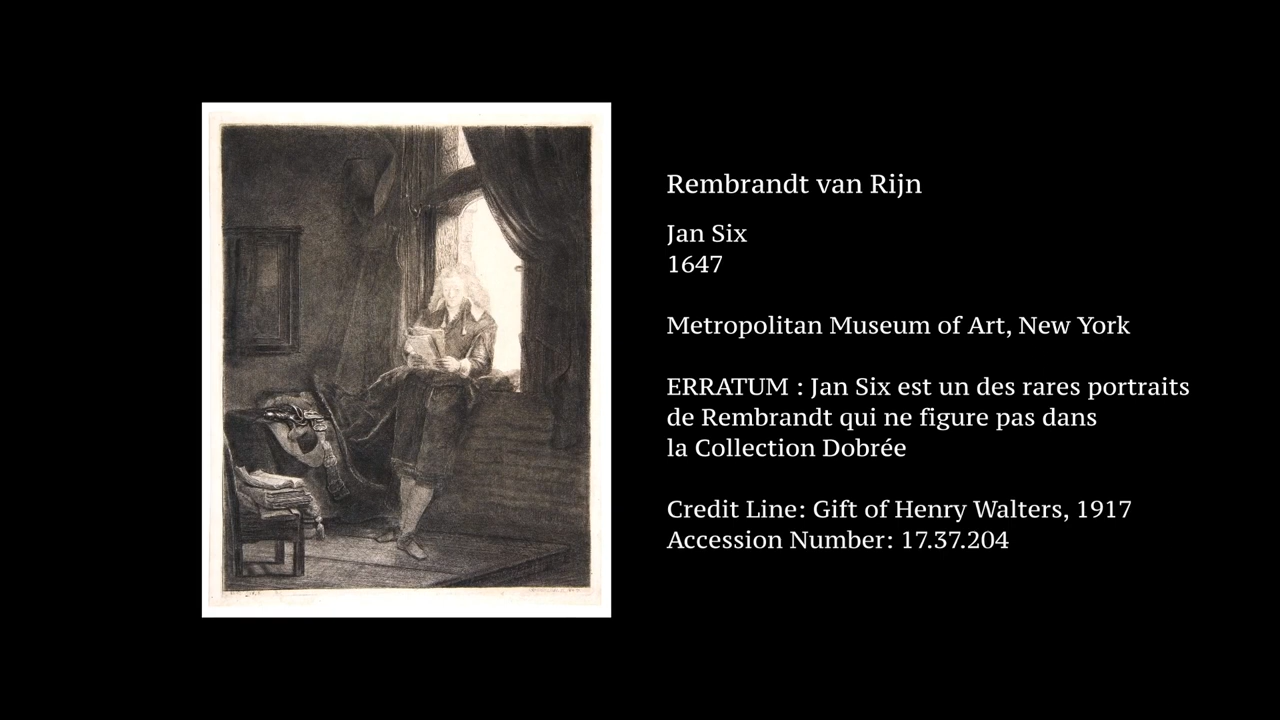 Rembrandt van Rijn
Jan Six
1647
Metropolitan Museum of Art, New York
ERRATUM : Jan Six est un des rares portraits
de Rembrandt qui ne figure pas dans
la Collection Dobrée
Credit Line: Gift of Henry Walters, 1917
Accession Number: 17.37.204